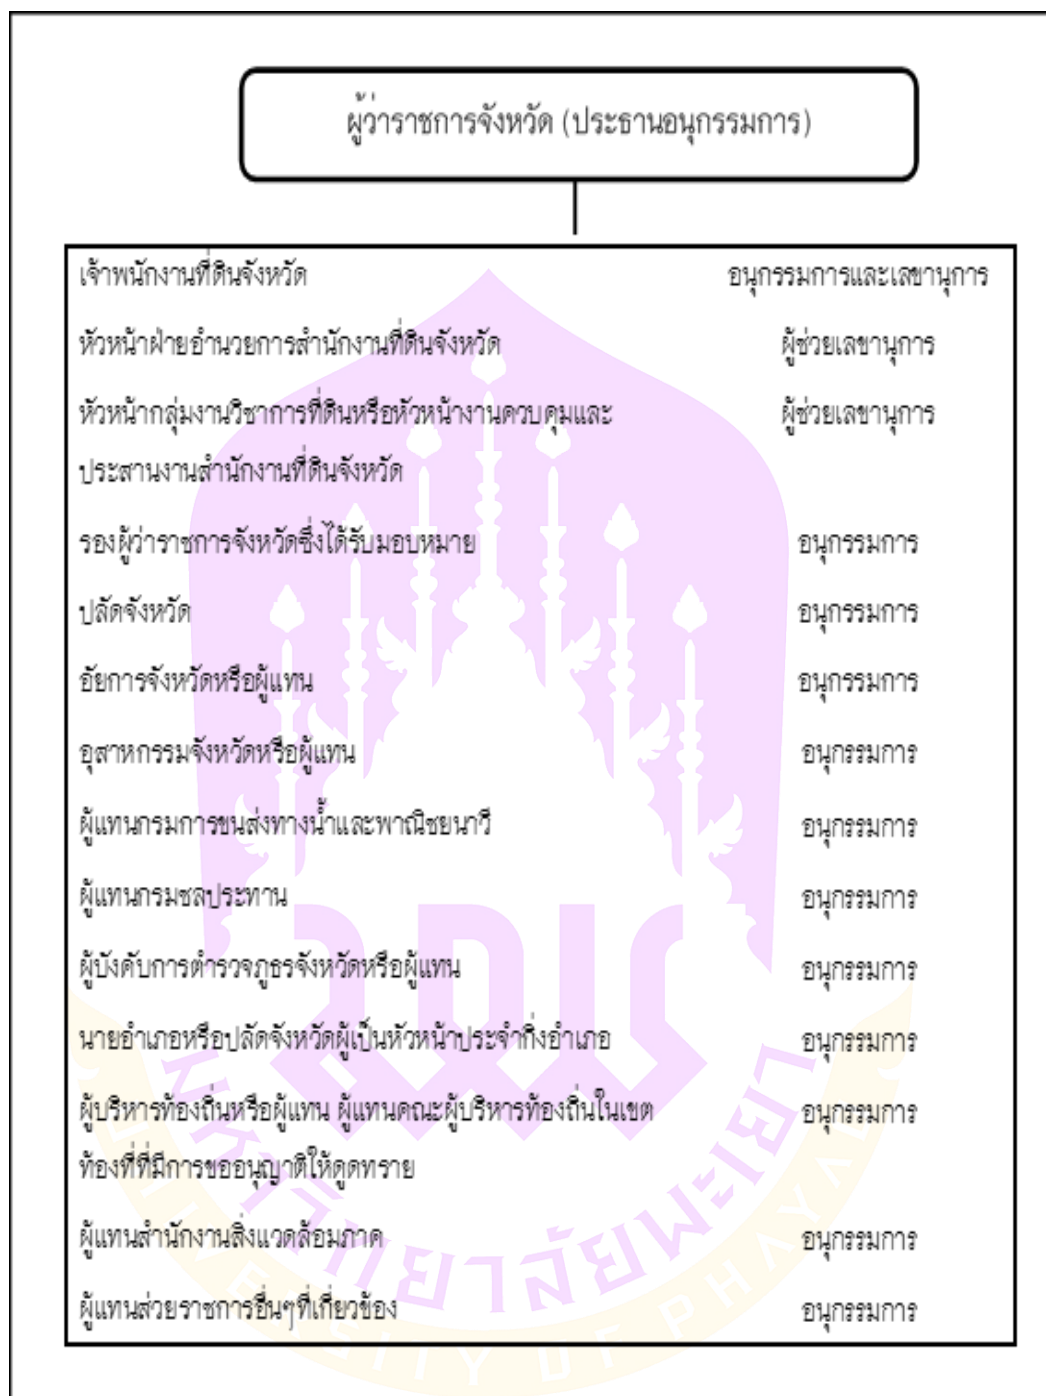 ผู้ว่าราชการจังหวัด (ประธานอนุกรรมการ)
เจ้าพนักงานที่ดินจังหวัด อนุกรรมการและเลขานุการ
หัวหน้าฝ่ายอำนวยการสำนักงานที่ดินจังหวัด ผู้ช่วยเลขานุการ
หัวหน้ากลุ่มงานวิชาการที่ดินหรือหัวหน้างานควบคุมและ ผู้ช่วยเลขานุการ
ประสานงานสำนักงานที่ดินจังหวัด
รองผู้ว่าราชการจังหวัดซึ่งได้รับมอบหมาย อนุกรรมการ
ปลัดจังหวัด อนุกรรมการ
อัยการจังหวัดหรือผู้แทน อนุกรรมการ
อุสาหกรรมจังหวัดหรือผู้แทน อนุกรรมการ
ผู้แทนกรมการขนส่งทางน้ำและพาณิชยนาวี อนุกรรมการ
ผู้แทนกรมชลประทาน อนุกรรมการ
ผู้บังคับการตำรวจภูธรจังหวัดหรือผู้แทน อนุกรรมการ
นายอำเภอหรือปลัดจังหวัดผู้เป็นหัวหน้าประจำกิ่งอำเภอ อนุกรรมการ
ผู้บริหารท้องถิ่นหรือผู้แทน ผู้แทนคณะผู้บริหารท้องถิ่นในเขต อนุกรรมการ
ท้องที่ที่มีการขออนุญาติให้ดูดทราย
ผู้แทนสำนักงานสิ่งแวดล้อมภาค อนุกรรมการ
ผู้แทนส่วยราชการอื่นๆที่เกี่ยวข้อง อนุกรรมการ
มหาวิทยาลัยพะเยา
UNIVERSITY OF PHAYAO